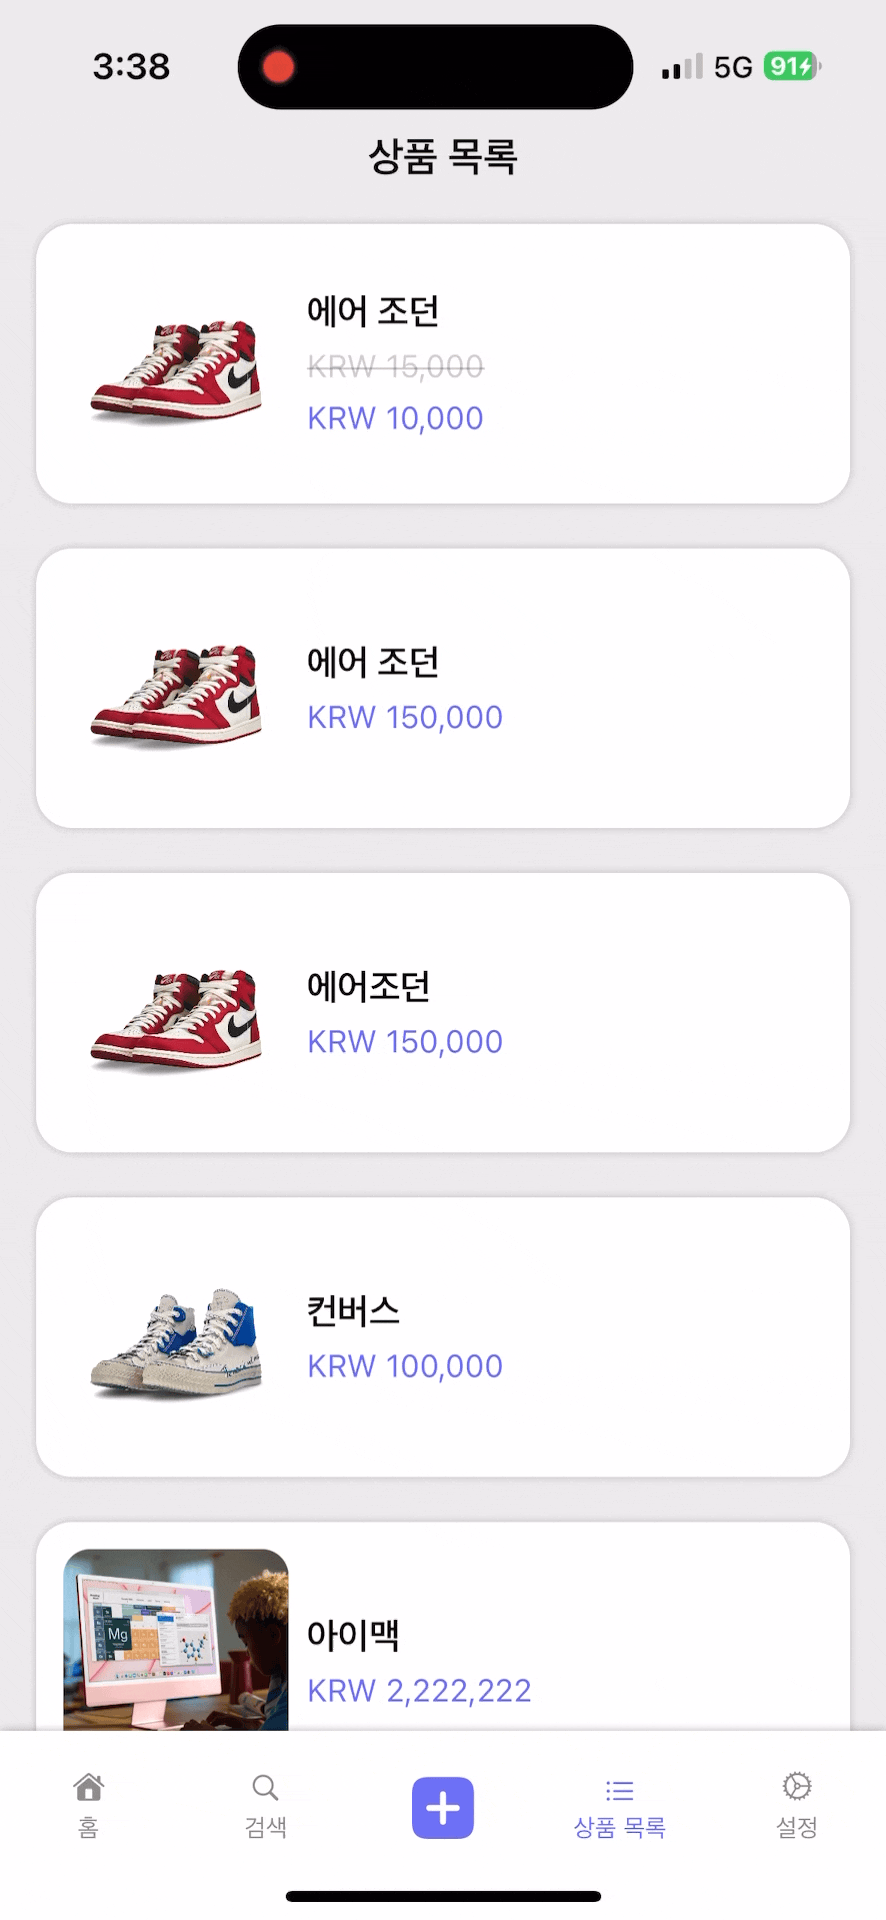 3:38
5G
91
상품 목록
에어 조던
KRW 15,000
KRW 10,000
에어 조던
KRW 150,000
에어조던
KRW 150,000
컨버스
KRW 100,000
Mg
아이맥
KRW 2,222,222
홈
검색
상품 목록
설정